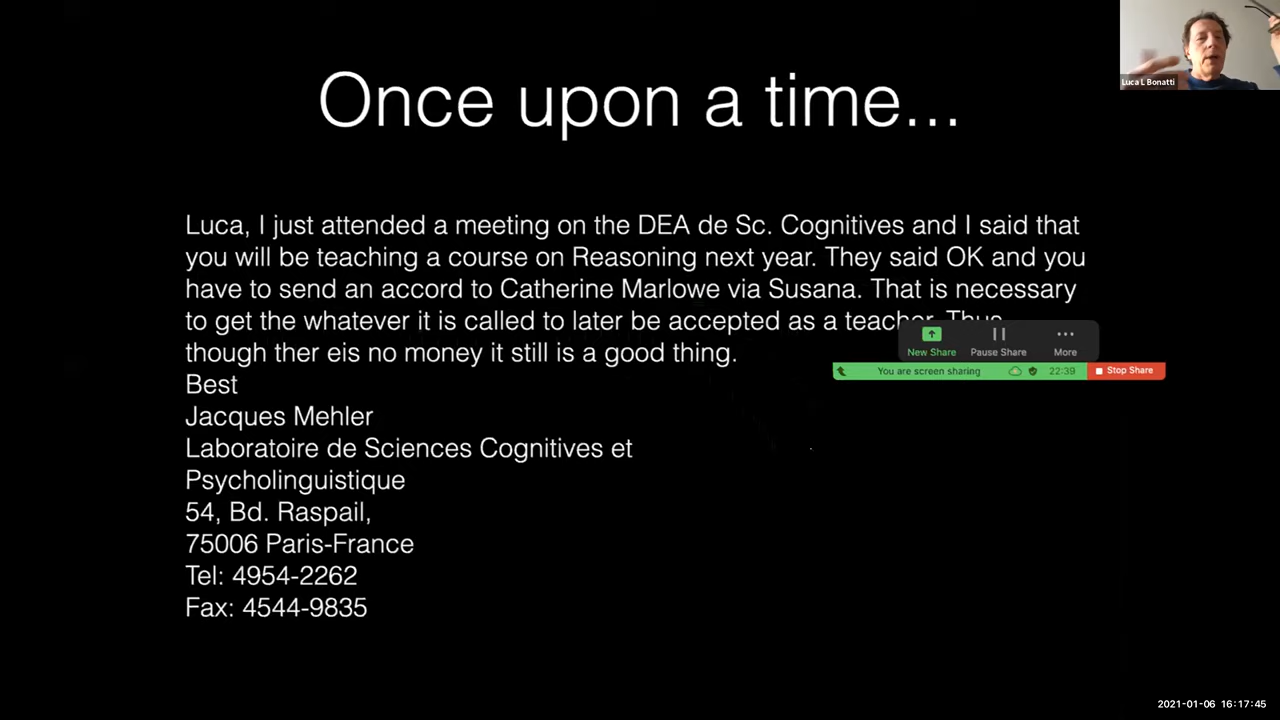 Once upon a time...
Luca L Bonatti
Luca, I just attended a meeting on the DEA de Sc. Cognitives and I said that
you will be teaching a course on Reasoning next year. They said OK and you
have to send an accord to Catherine Marlowe via Susana. That is necessary
to get the whatever it is called to later be accepted as a teacher. Thus
though ther eis no money it still is a good thing.
Best
Jacques Mehler
Laboratoire de Sciences Cognitives et
Psycholinguistique
54, Bd. Raspail,
75006 Paris-France
Tel: 4954-2262
Fax: 4544-9835
New Share
Pause Share
More
You are screen sharing
22:39
Stop Share
2021-01-06 16:17:45